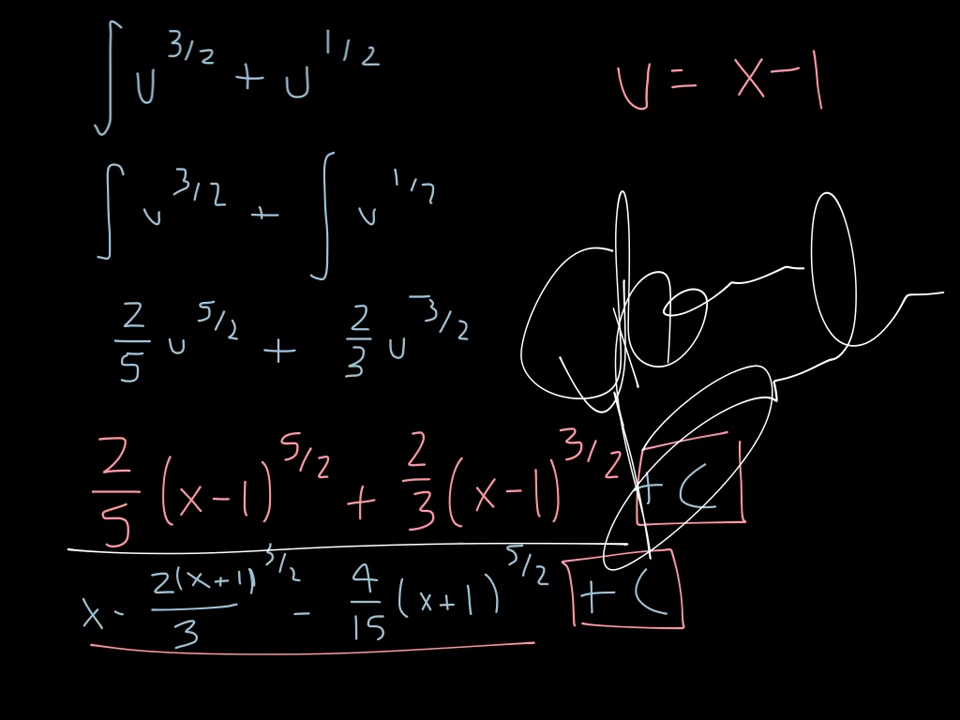 ∫ u^3/2 + u^1/2
u = x-1
∫ u^3/2 + ∫ u^1/2
2/5 u^5/2 + 2/3 u^-3/2
2/5 (x-1)^5/2 + 2/3 (x-1)^3/2 + C
x - 2(x+1)^3/2 / 3 - 4/15 (x+1)^5/2 + C